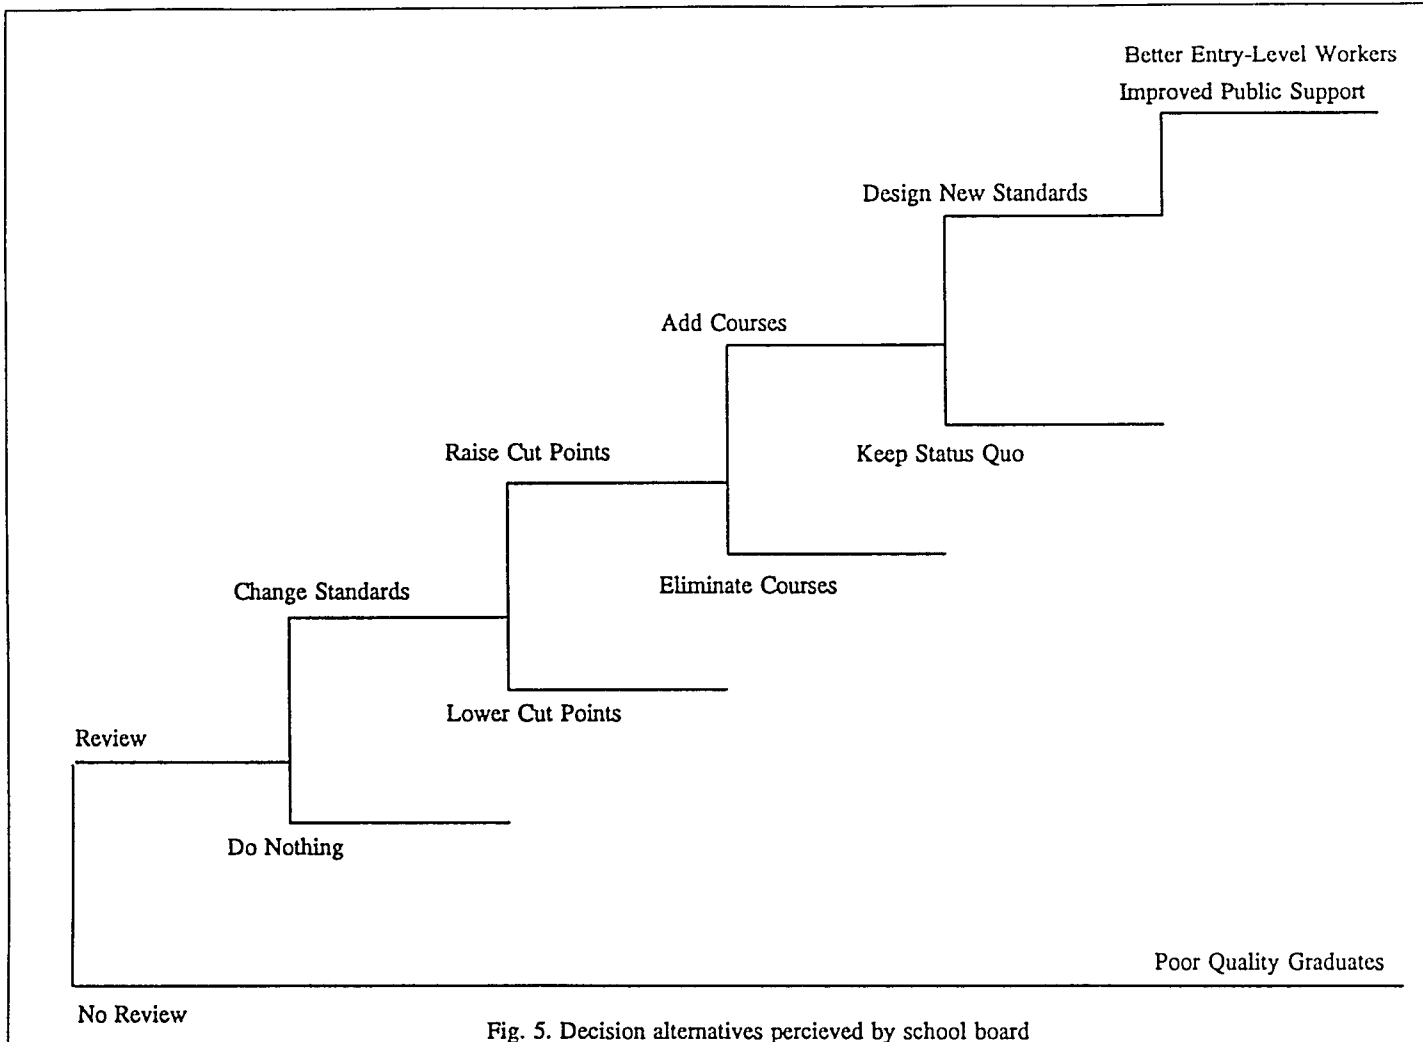 Better Entry-Level Workers
Improved Public Support
Design New Standards
Add Courses
Raise Cut Points
Keep Status Quo
Change Standards
Eliminate Courses
Lower Cut Points
Review
Do Nothing
Poor Quality Graduates
No Review
Fig. 5. Decision alternatives percieved by school board